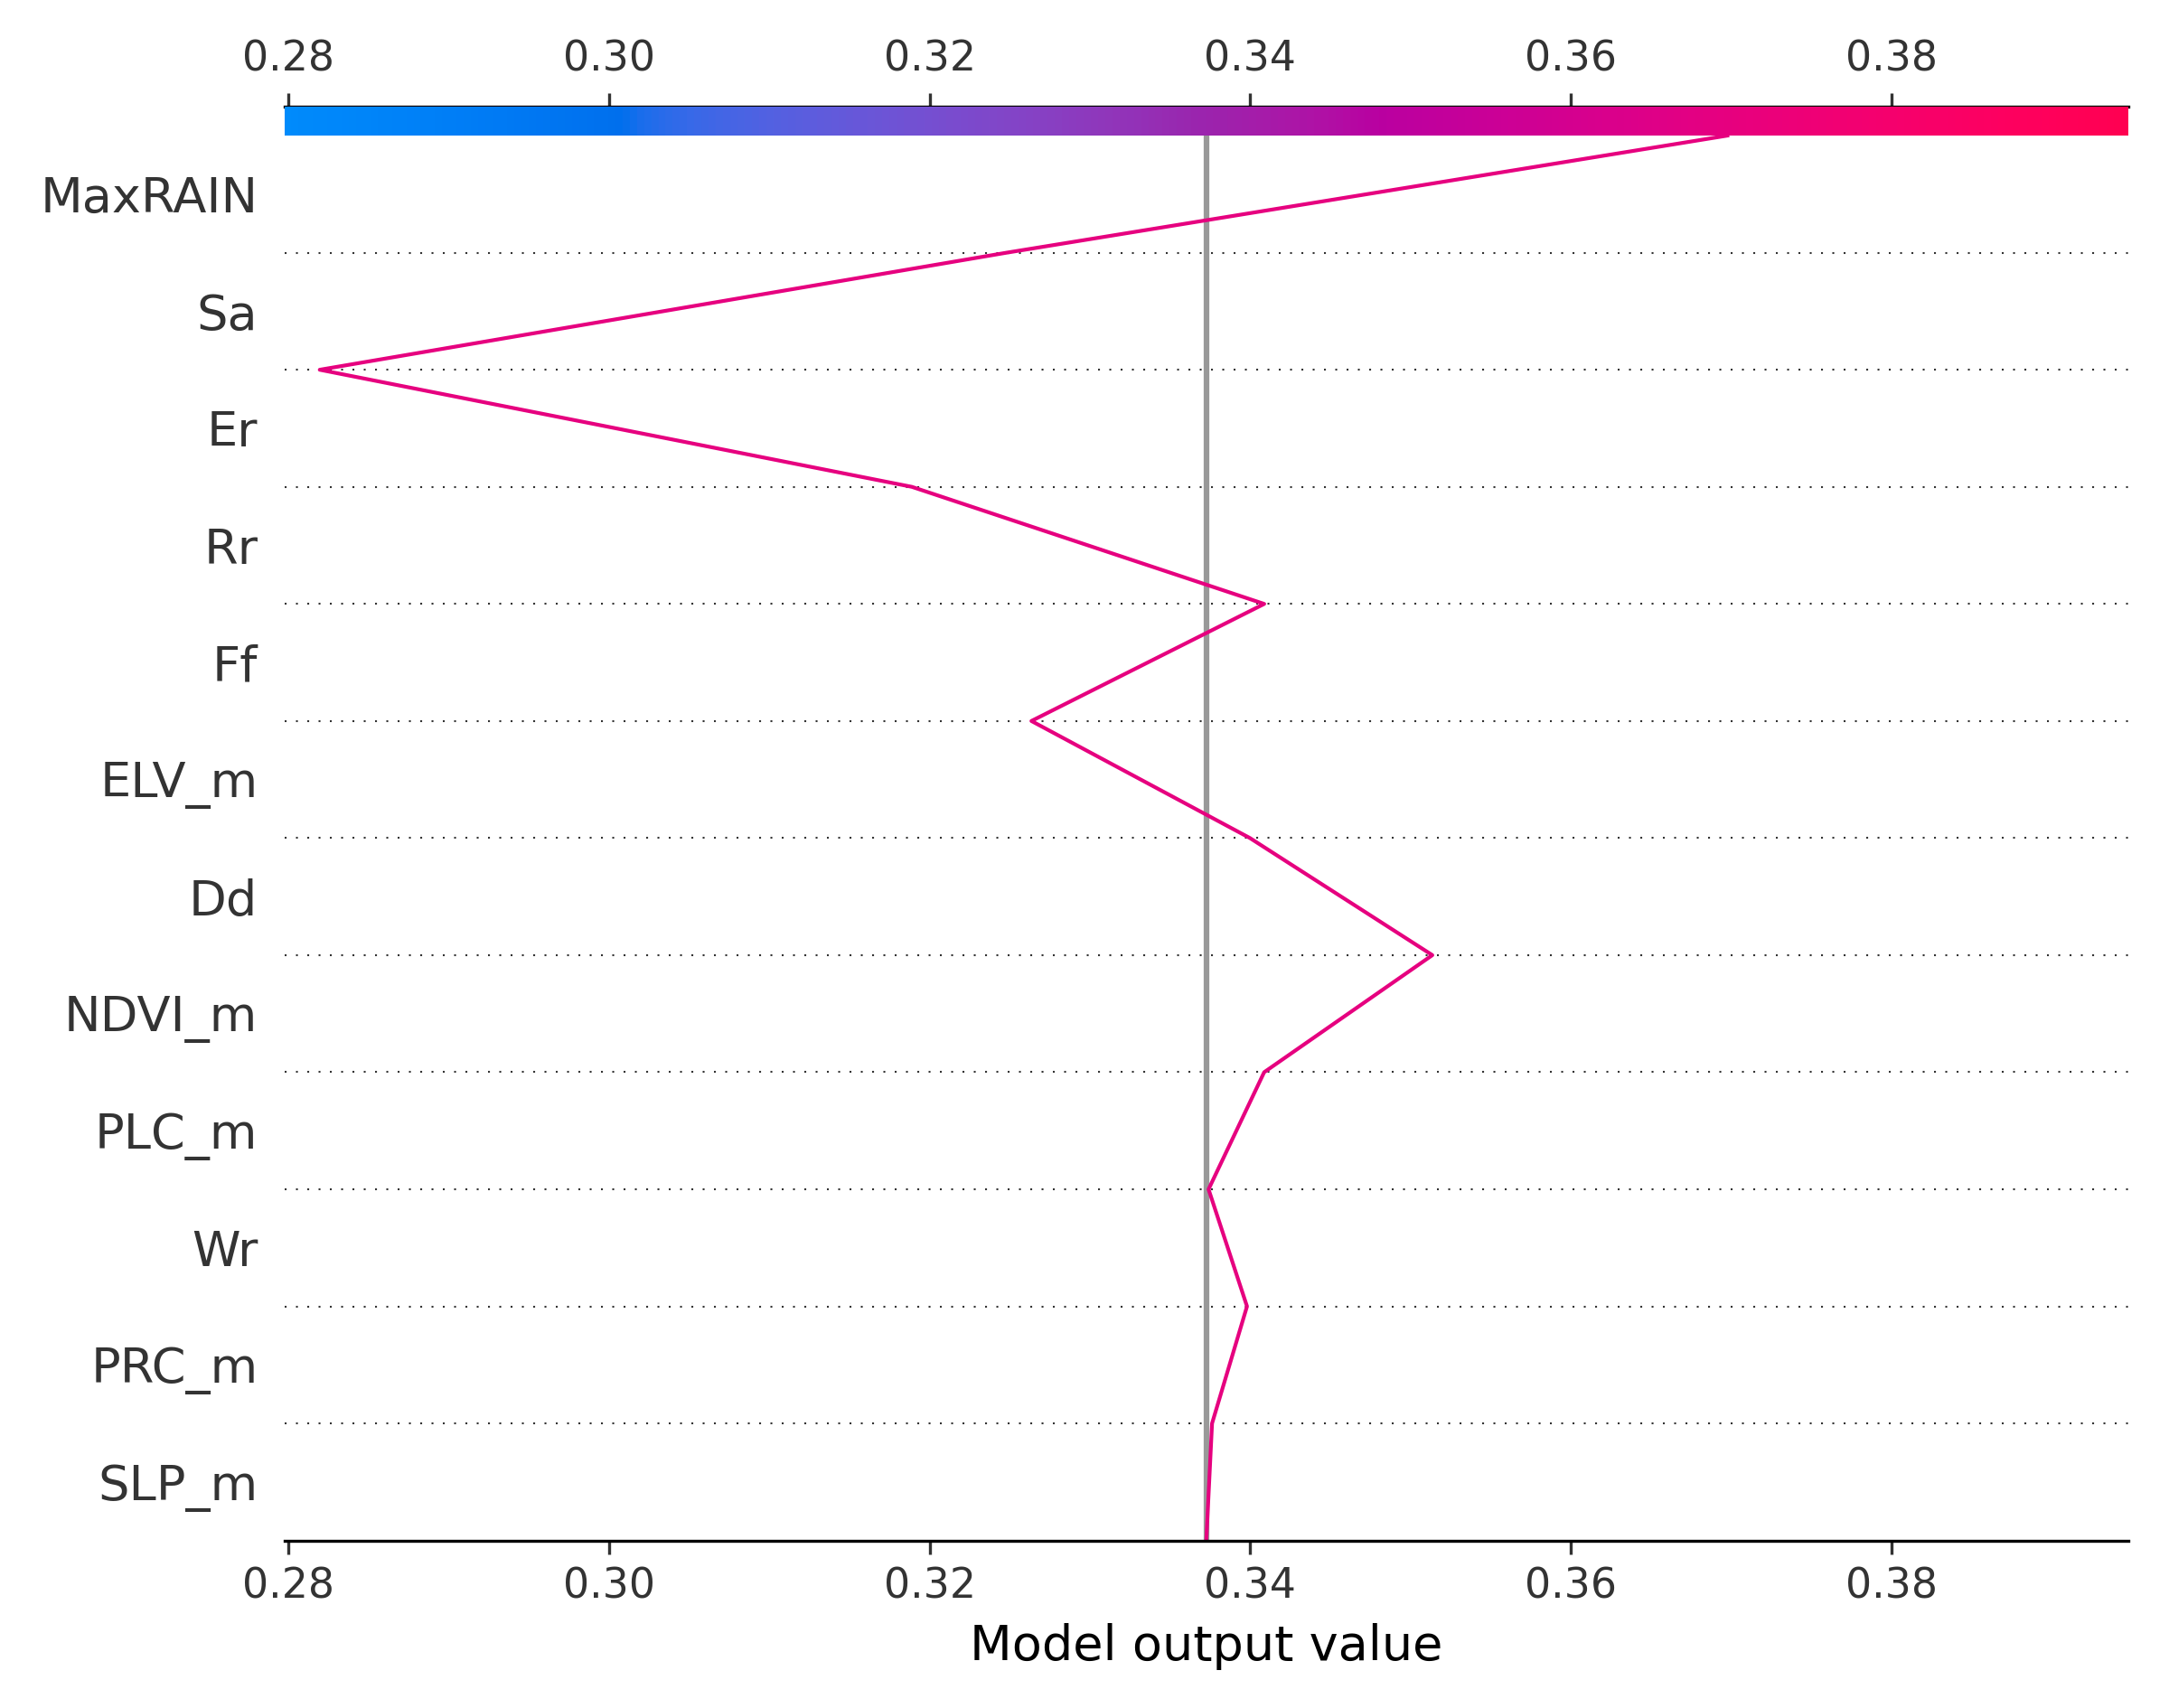 0.28 0.30 0.32 0.34 0.36 0.38
MaxRAIN
Sa
Er
Rr
Ff
ELV_m
Dd
NDVI_m
PLC_m
Wr
PRC_m
SLP_m
0.28 0.30 0.32 0.34 0.36 0.38
Model output value